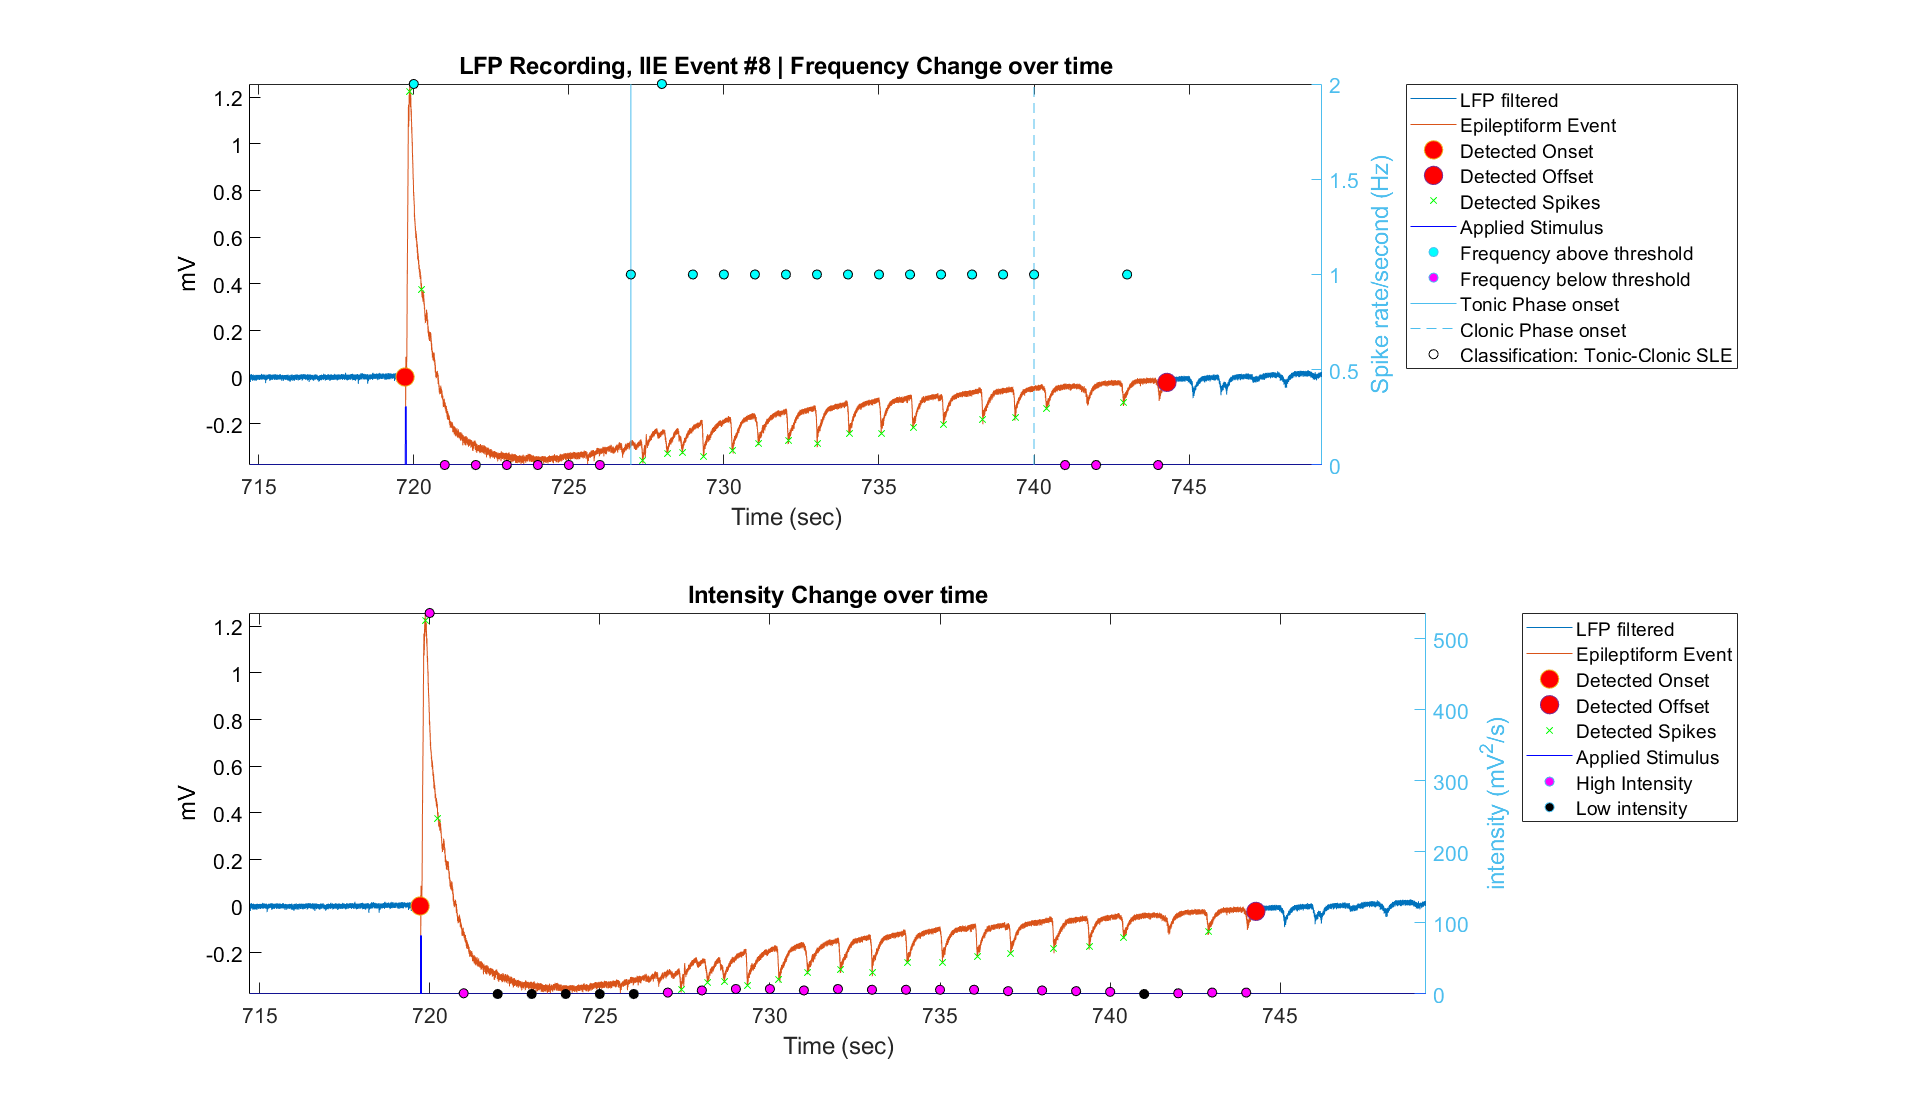 LFP Recording, IIE Event #8 | Frequency Change over time
1.2
1
0.8
0.6
0.4
0.2
0
-0.2
mV
715
720
725
730
735
740
745
Time (sec)
2
1.5
1
0.5
0
Spike rate/second (Hz)
LFP filtered
Epileptiform Event
Detected Onset
Detected Offset
Detected Spikes
Applied Stimulus
Frequency above threshold
Frequency below threshold
Tonic Phase onset
Clonic Phase onset
Classification: Tonic-Clonic SLE
Intensity Change over time
1.2
1
0.8
0.6
0.4
0.2
0
-0.2
mV
715
720
725
730
735
740
745
Time (sec)
500
400
300
200
100
0
intensity (mV²/s)
LFP filtered
Epileptiform Event
Detected Onset
Detected Offset
Detected Spikes
Applied Stimulus
High Intensity
Low intensity